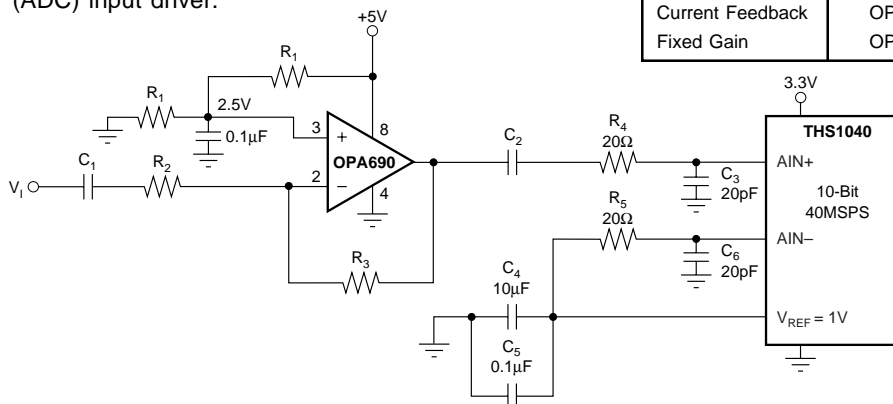 (ADC) input driver.
Current Feedback OP
Fixed Gain OP
+5V
R1
R1
2.5V
0.1µF
3
+
8
OPA690
C1
R2
VI
2
−
4
R3
C2
R4
20Ω
C3
20pF
R5
20Ω
C6
20pF
C4
10µF
C5
0.1µF
3.3V
THS1040
AIN+
10-Bit
40MSPS
AIN−
VREF = 1V